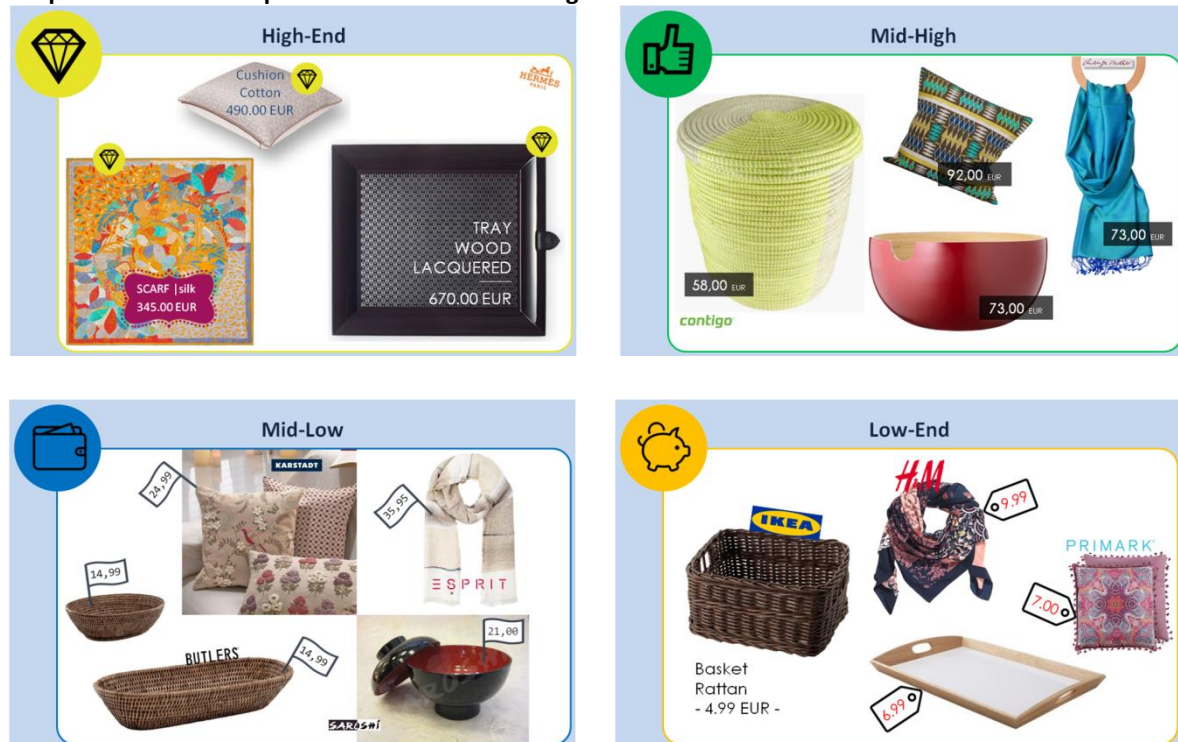 High-End
Cushion
Cotton
490.00 EUR
HERMÈS
PARIS
SCARF |silk
345.00 EUR
TRAY
WOOD
LACQUERED
670.00 EUR
Mid-High
92,00 EUR
73,00 EUR
58,00 EUR
73,00 EUR
contigo
Mid-Low
KARSTADT
24,99
35,95
ESPRIT
14,99
BUTLERS
14,99
21,00
Low-End
H&M
9.99
IKEA
PRIMARK
7.00
Basket
Rattan
- 4.99 EUR -
6.99